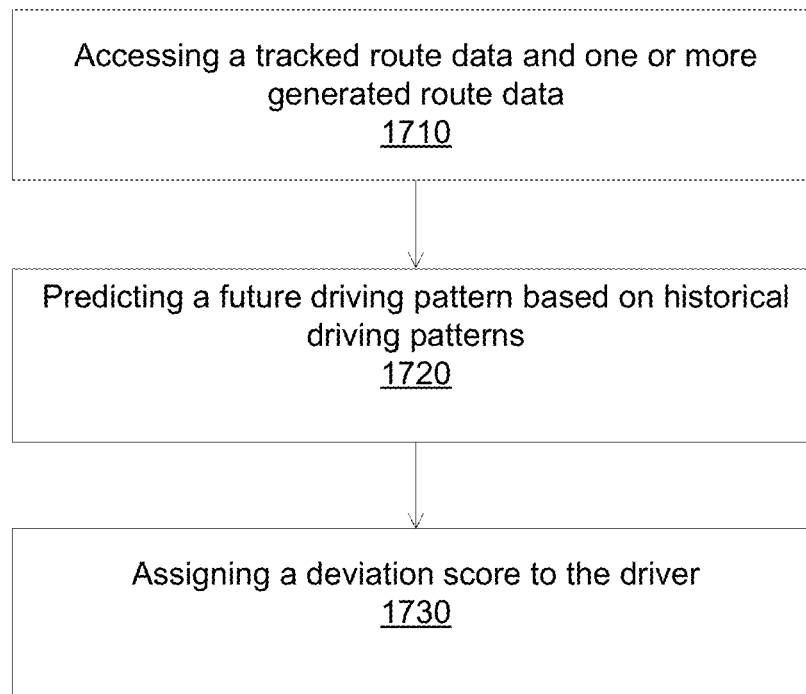 Accessing a tracked route data and one or more
generated route data
1710
Predicting a future driving pattern based on historical
driving patterns
1720
Assigning a deviation score to the driver
1730